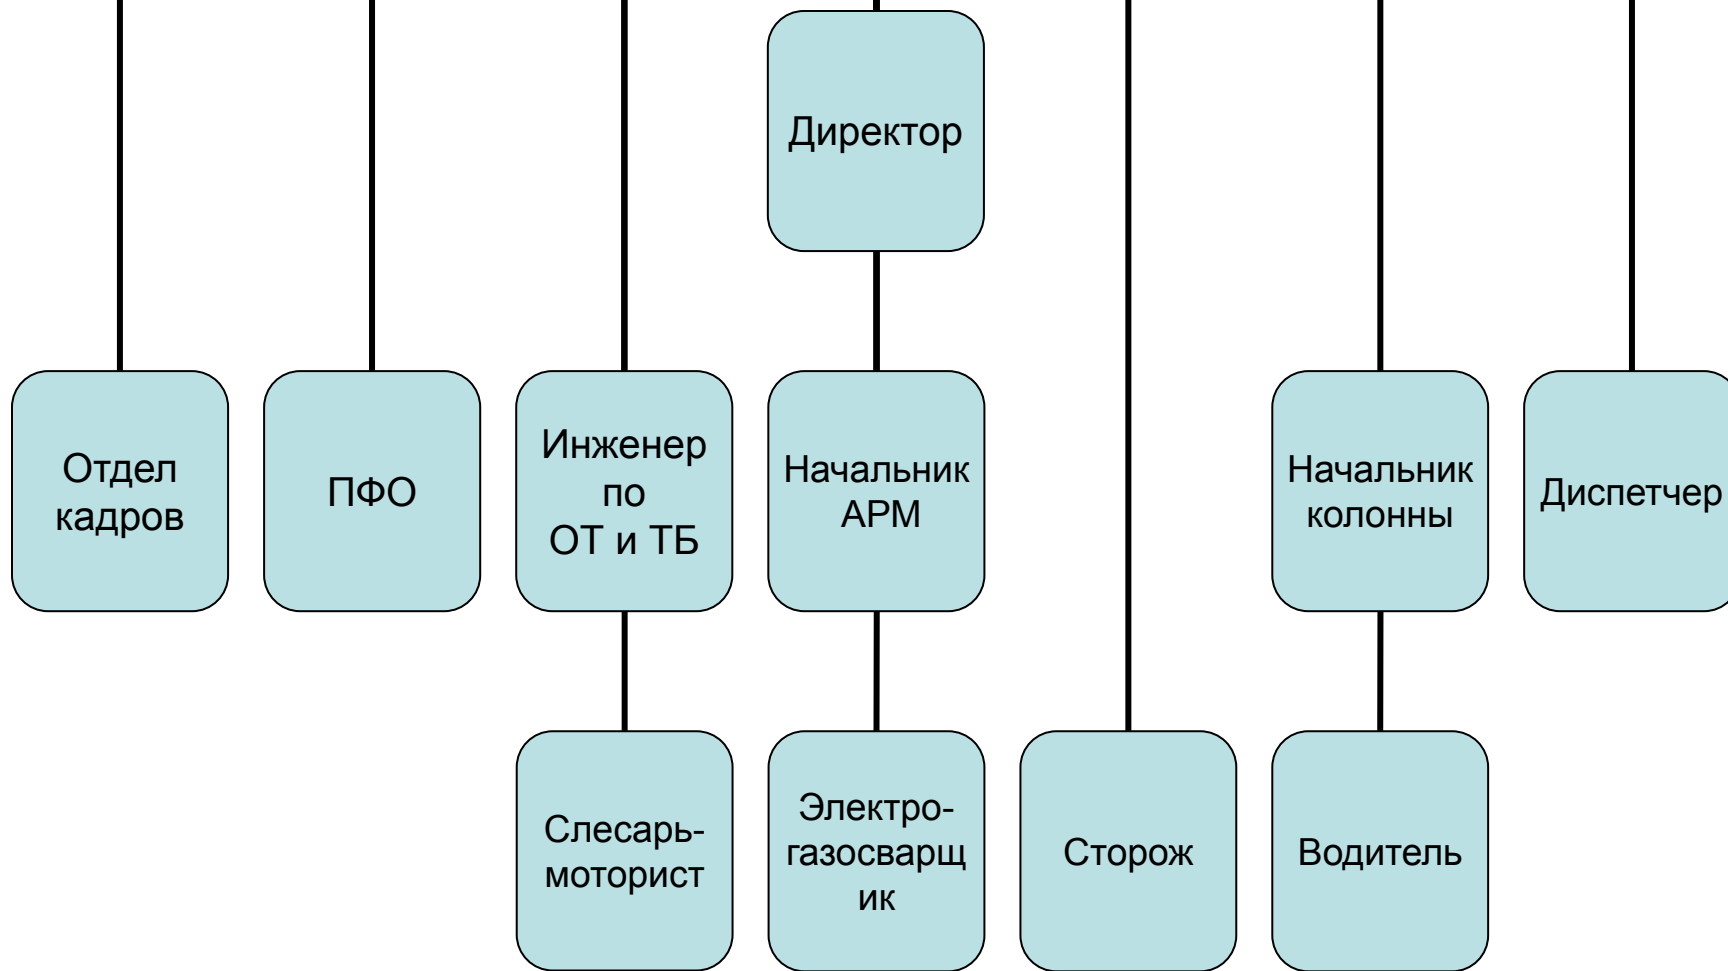 Директор
Отдел
кадров
ПФО
Инженер
по
ОТ и ТБ
Начальник
АРМ
Начальник
колонны
Диспетчер
Слесарь-
моторист
Электро-
газосварщ
ик
Сторож
Водитель